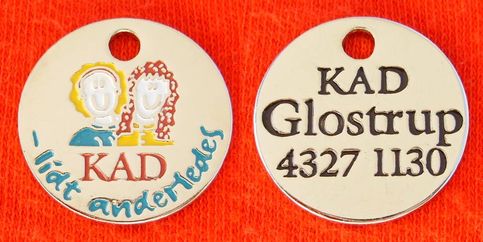 KAD
- lidt anderledes
KAD
Glostrup
4327 1130